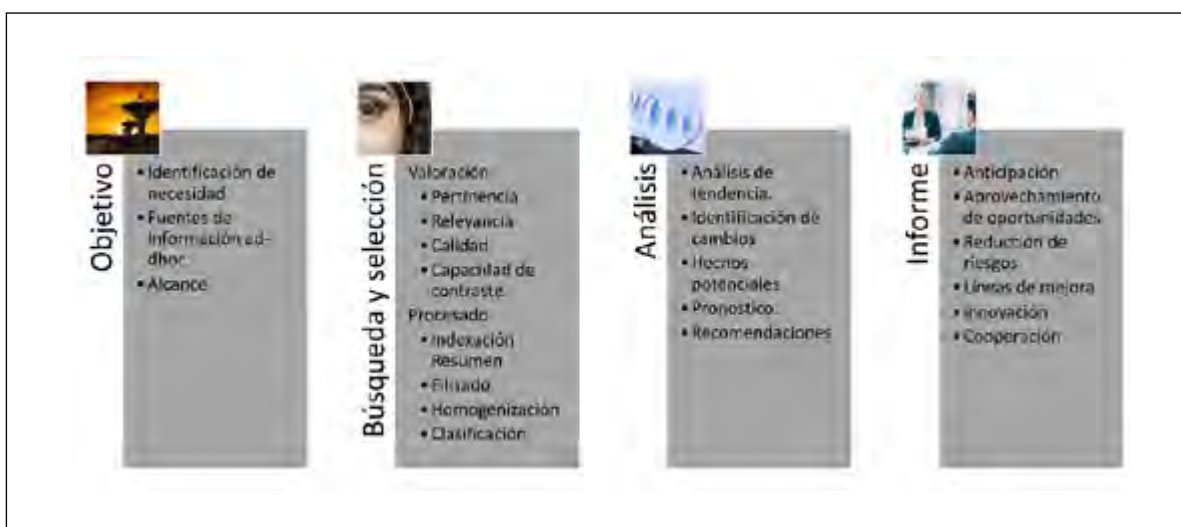 Objetivo
• Identificación de
necesidad
• Fuentes de
información ad-
dhoc
• Alcance
Búsqueda y selección
Valoración
• Pertinencia
• Relevancia
• Calidad
• Capacidad de
contraste.
Procesado
• Indexación
Resumen
• Filtrado
• Homogenización
• Clasificación
Análisis
• Análisis de
tendencia.
• Identificación de
cambios
• Hechos
potenciales
• Pronostico.
• Recomendaciones
Informe
• Anticipación
• Aprovechamiento
de oportunidades
• Reducción de
riesgos
• Líneas de mejora
• Innovación
• Cooperación